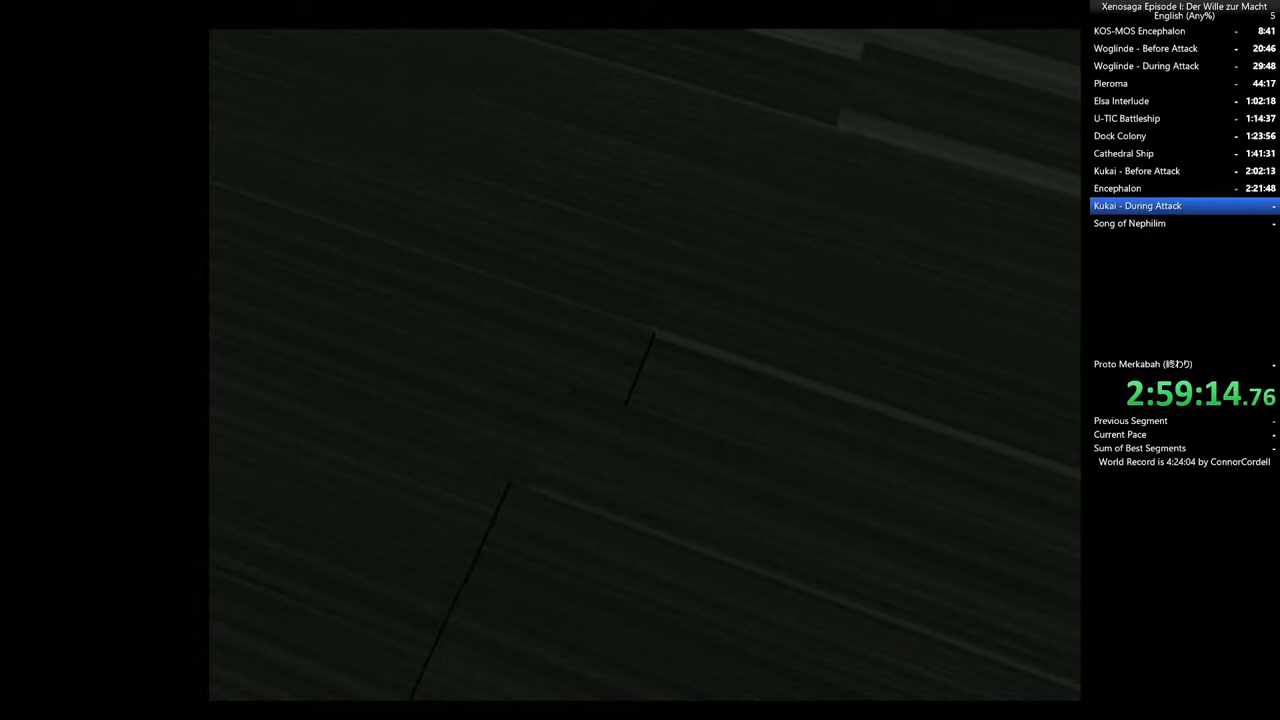 Xenosaga Episode I: Der Wille zur Macht
English (Any%) 5
KOS-MOS Encephalon - 8:41
Woglinde - Before Attack - 20:46
Woglinde - During Attack - 29:48
Pleroma - 44:17
Elsa Interlude - 1:02:18
U-TIC Battleship - 1:14:37
Dock Colony - 1:23:56
Cathedral Ship - 1:41:31
Kukai - Before Attack - 2:02:13
Encephalon - 2:21:48
Kukai - During Attack -
Song of Nephilim -
Proto Merkabah (終わり) -
2:59:14.76
Previous Segment -
Current Pace -
Sum of Best Segments -
World Record is 4:24:04 by ConnorCordell